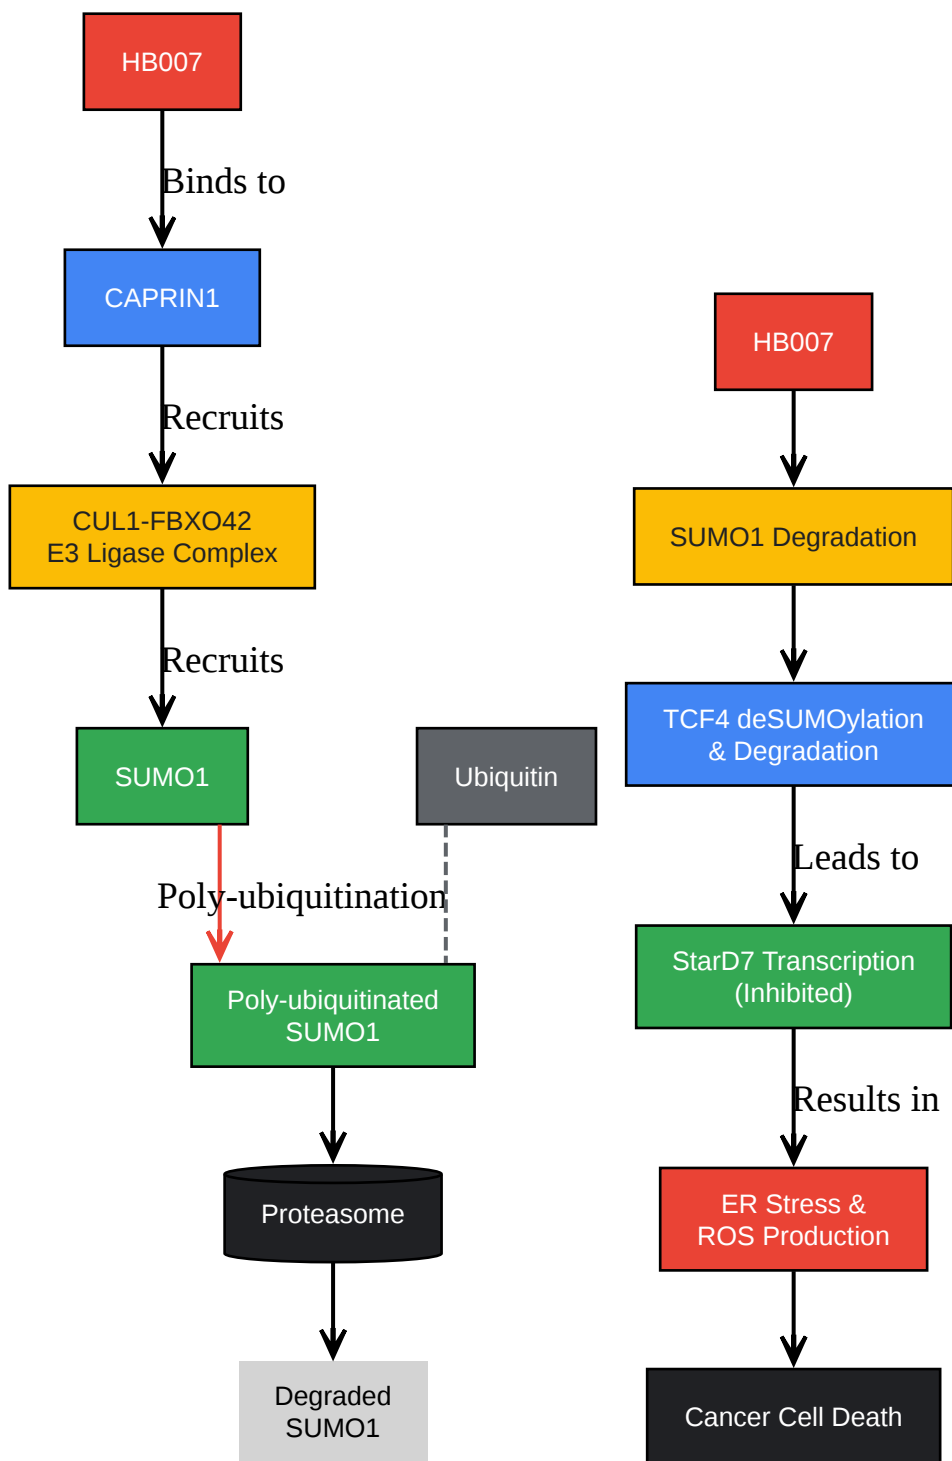 HB007
Binds to
CAPRIN1
Recruits
CUL1-FBXO42
E3 Ligase Complex
Recruits
SUMO1
Ubiquitin
Poly-ubiquitination
Poly-ubiquitinated
SUMO1
Proteasome
Degraded
SUMO1
HB007
SUMO1 Degradation
TCF4 deSUMOylation
& Degradation
Leads to
StarD7 Transcription
(Inhibited)
Results in
ER Stress &
ROS Production
Cancer Cell Death